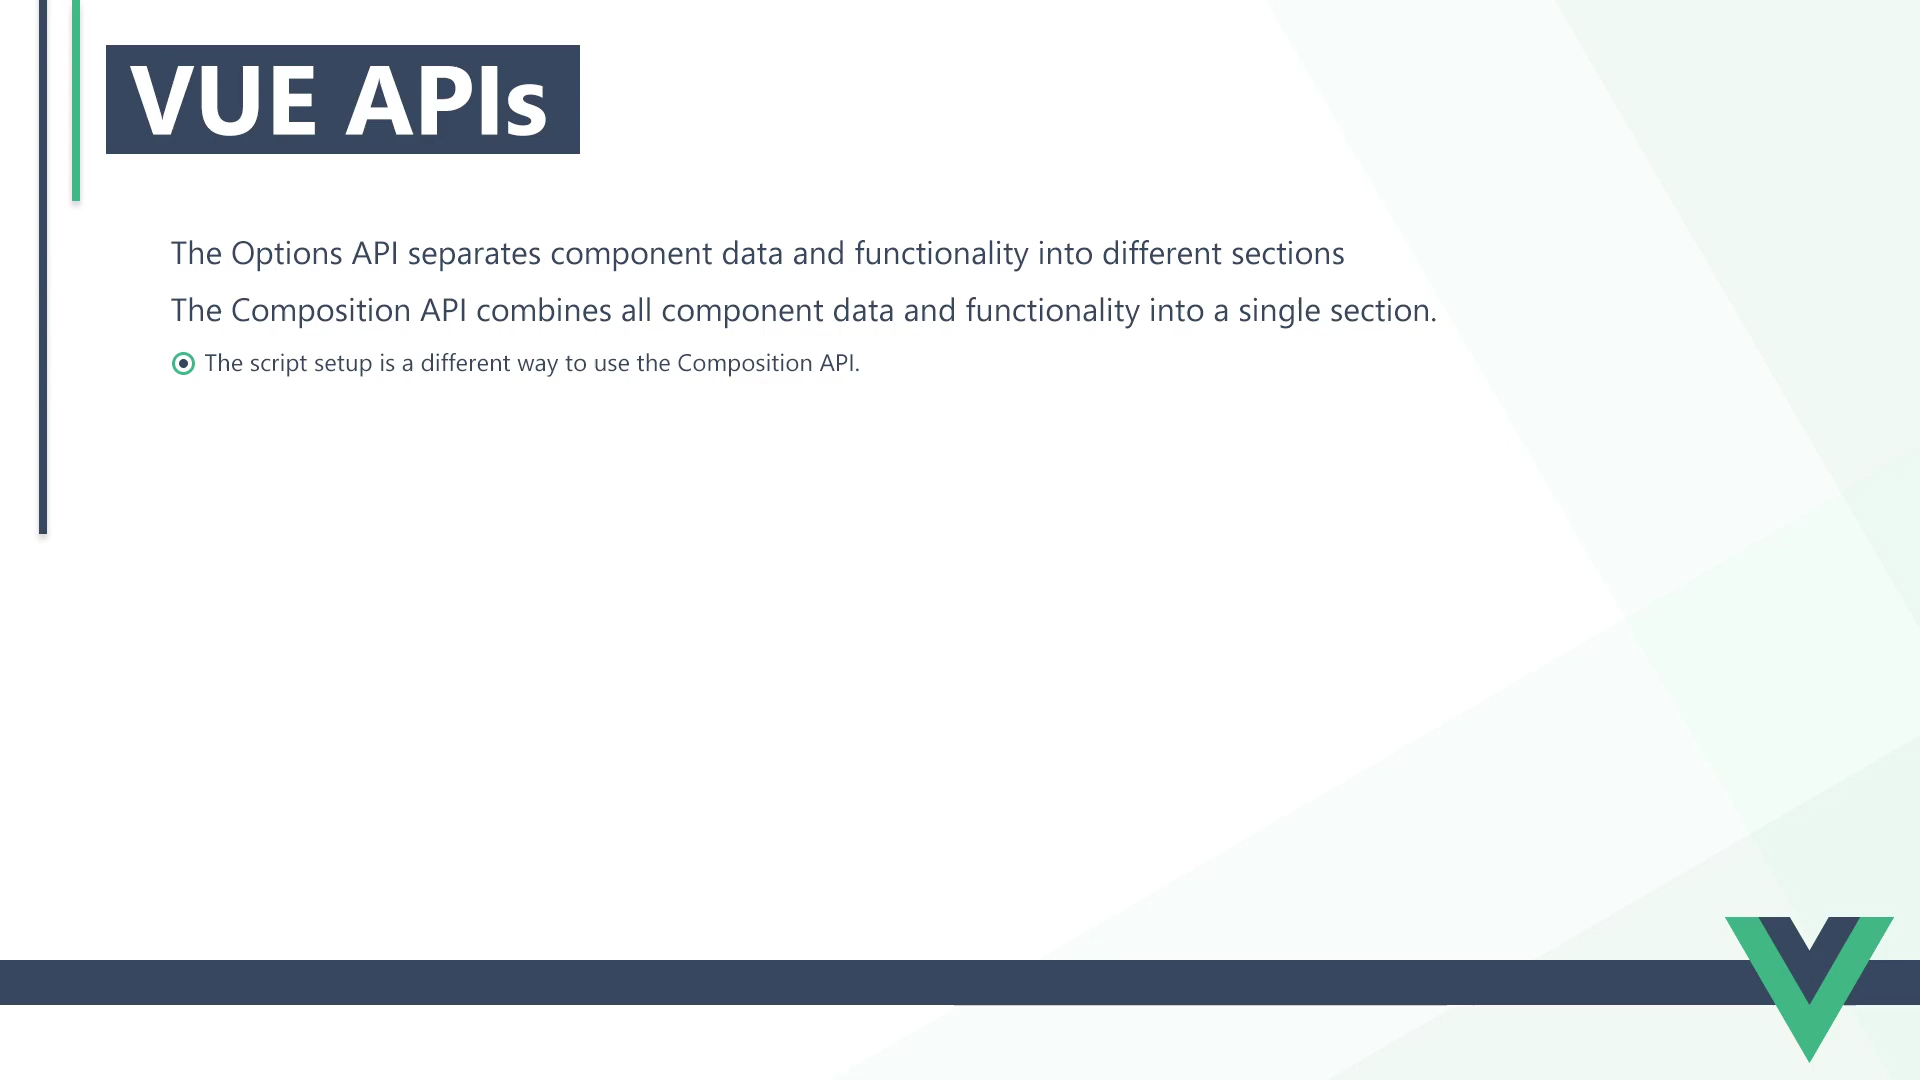 VUE APIs
The Options API separates component data and functionality into different sections
The Composition API combines all component data and functionality into a single section.
The script setup is a different way to use the Composition API.